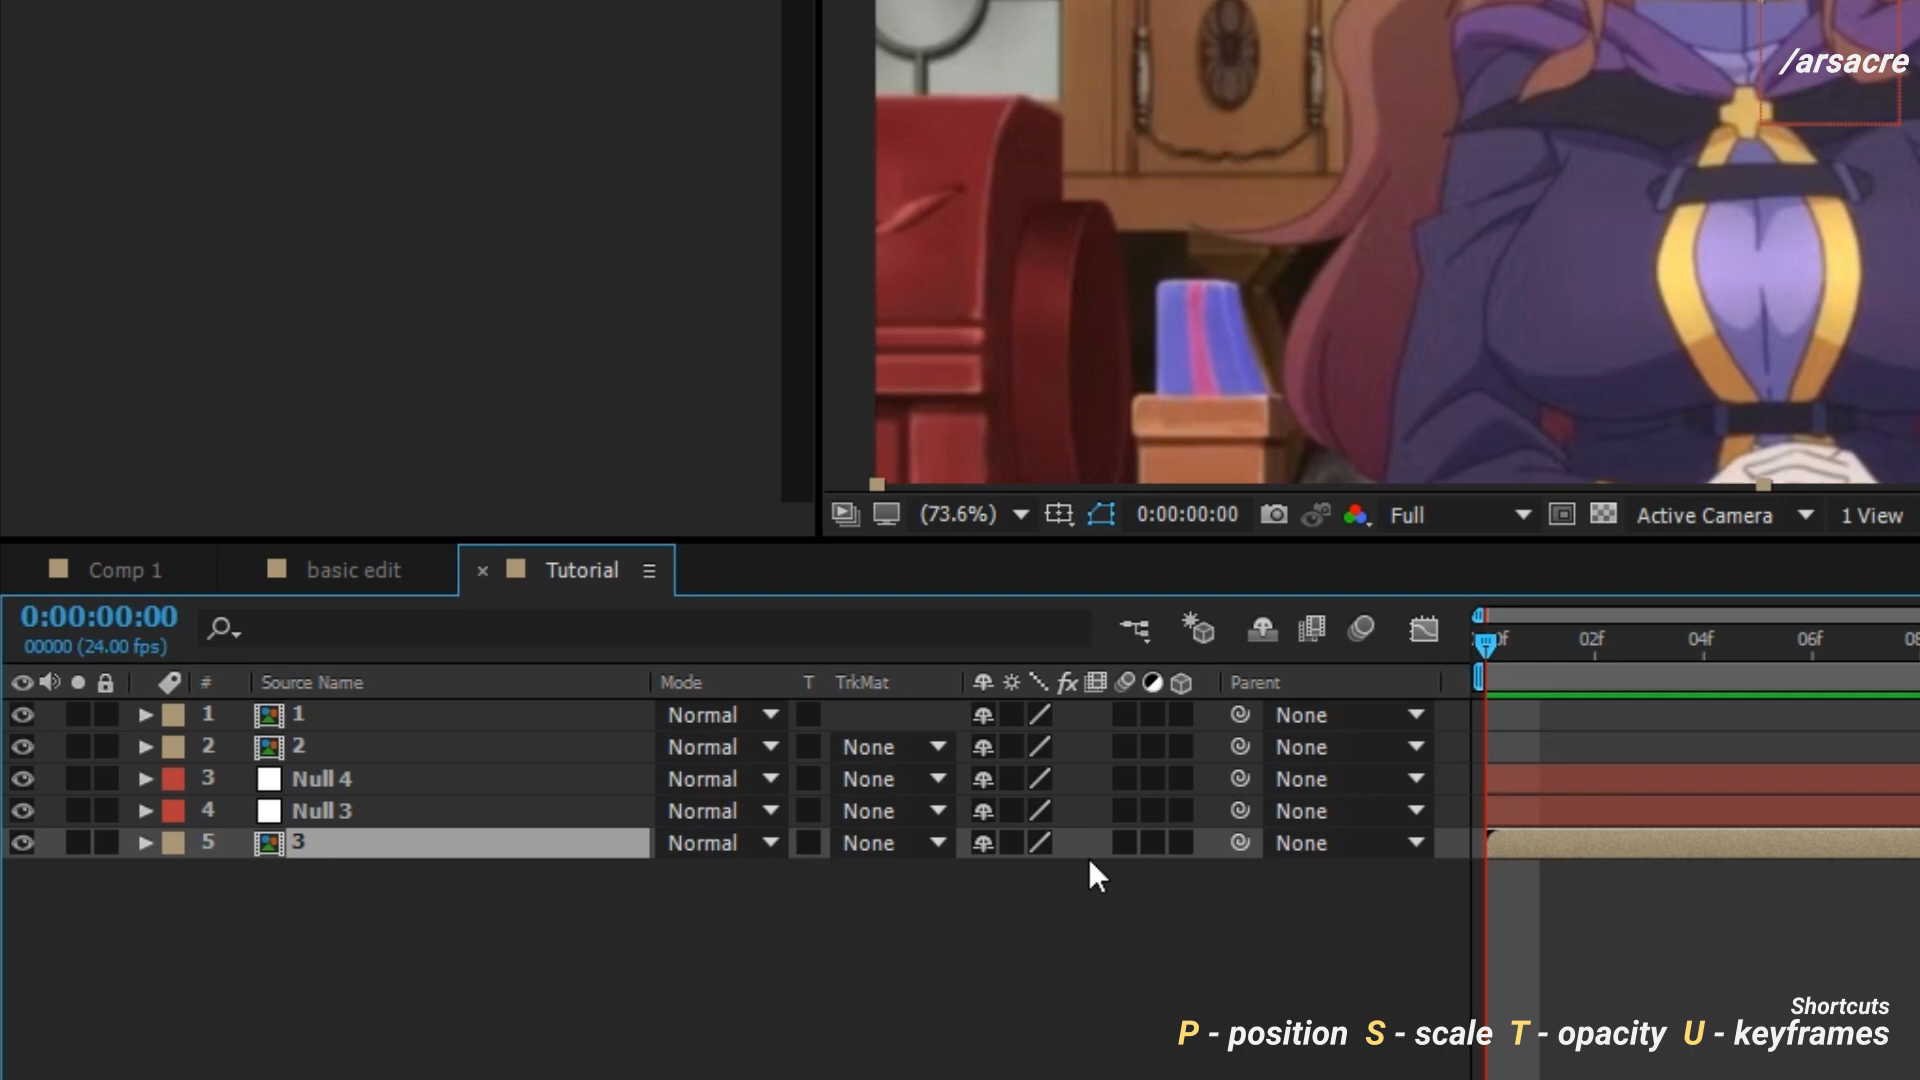 /arsacre
(73.6%) 0:00:00:00 Full Active Camera 1 View
Comp 1 basic edit × Tutorial
0:00:00:00
00000 (24.00 fps)
02f 04f 06f
# Source Name Mode T TrkMat fx Parent
1 1 Normal None
2 2 Normal None None
3 Null 4 Normal None None
4 Null 3 Normal None None
5 3 Normal None None
Shortcuts
P - position S - scale T - opacity U - keyframes